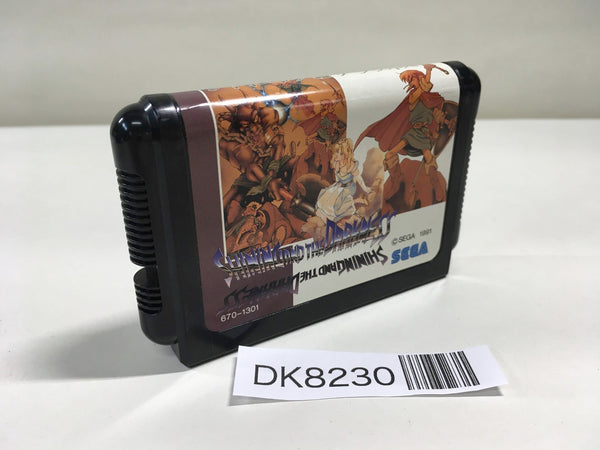 SHINING AND THE DARKNESS
SHINING AND THE DARKNESS
© SEGA 1991
SEGA
670-1301
DK8230